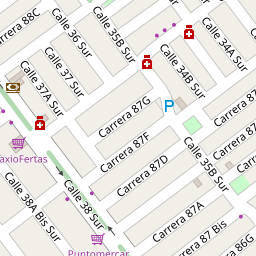 Carrera 88C
Calle 36 Sur
Calle 35B Sur
Calle 34A Sur
Calle 37 Sur
Calle 34B Sur
Calle 37A Sur
Carrera 87G
P
Carrera 87F
Calle 35B Sur
axioFertas
Carrera 87D
Calle 38 Sur
Calle 38A Bis Sur
Carrera 87A
Carrera 87 Bis
86G
Puntomercar